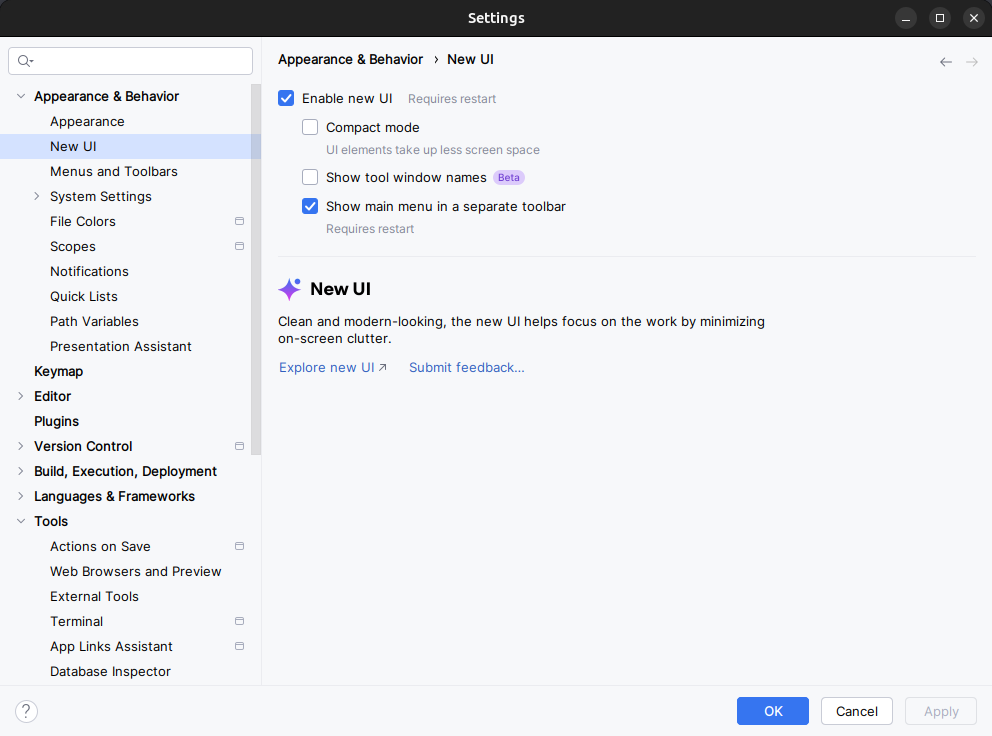 Settings
Appearance & Behavior
Appearance
New UI
Menus and Toolbars
System Settings
File Colors
Scopes
Notifications
Quick Lists
Path Variables
Presentation Assistant
Keymap
Editor
Plugins
Version Control
Build, Execution, Deployment
Languages & Frameworks
Tools
Actions on Save
Web Browsers and Preview
External Tools
Terminal
App Links Assistant
Database Inspector
Appearance & Behavior › New UI
Enable new UI Requires restart
Compact mode
UI elements take up less screen space
Show tool window names Beta
Show main menu in a separate toolbar
Requires restart
New UI
Clean and modern-looking, the new UI helps focus on the work by minimizing
on-screen clutter.
Explore new UI ↗ Submit feedback...
? OK Cancel Apply